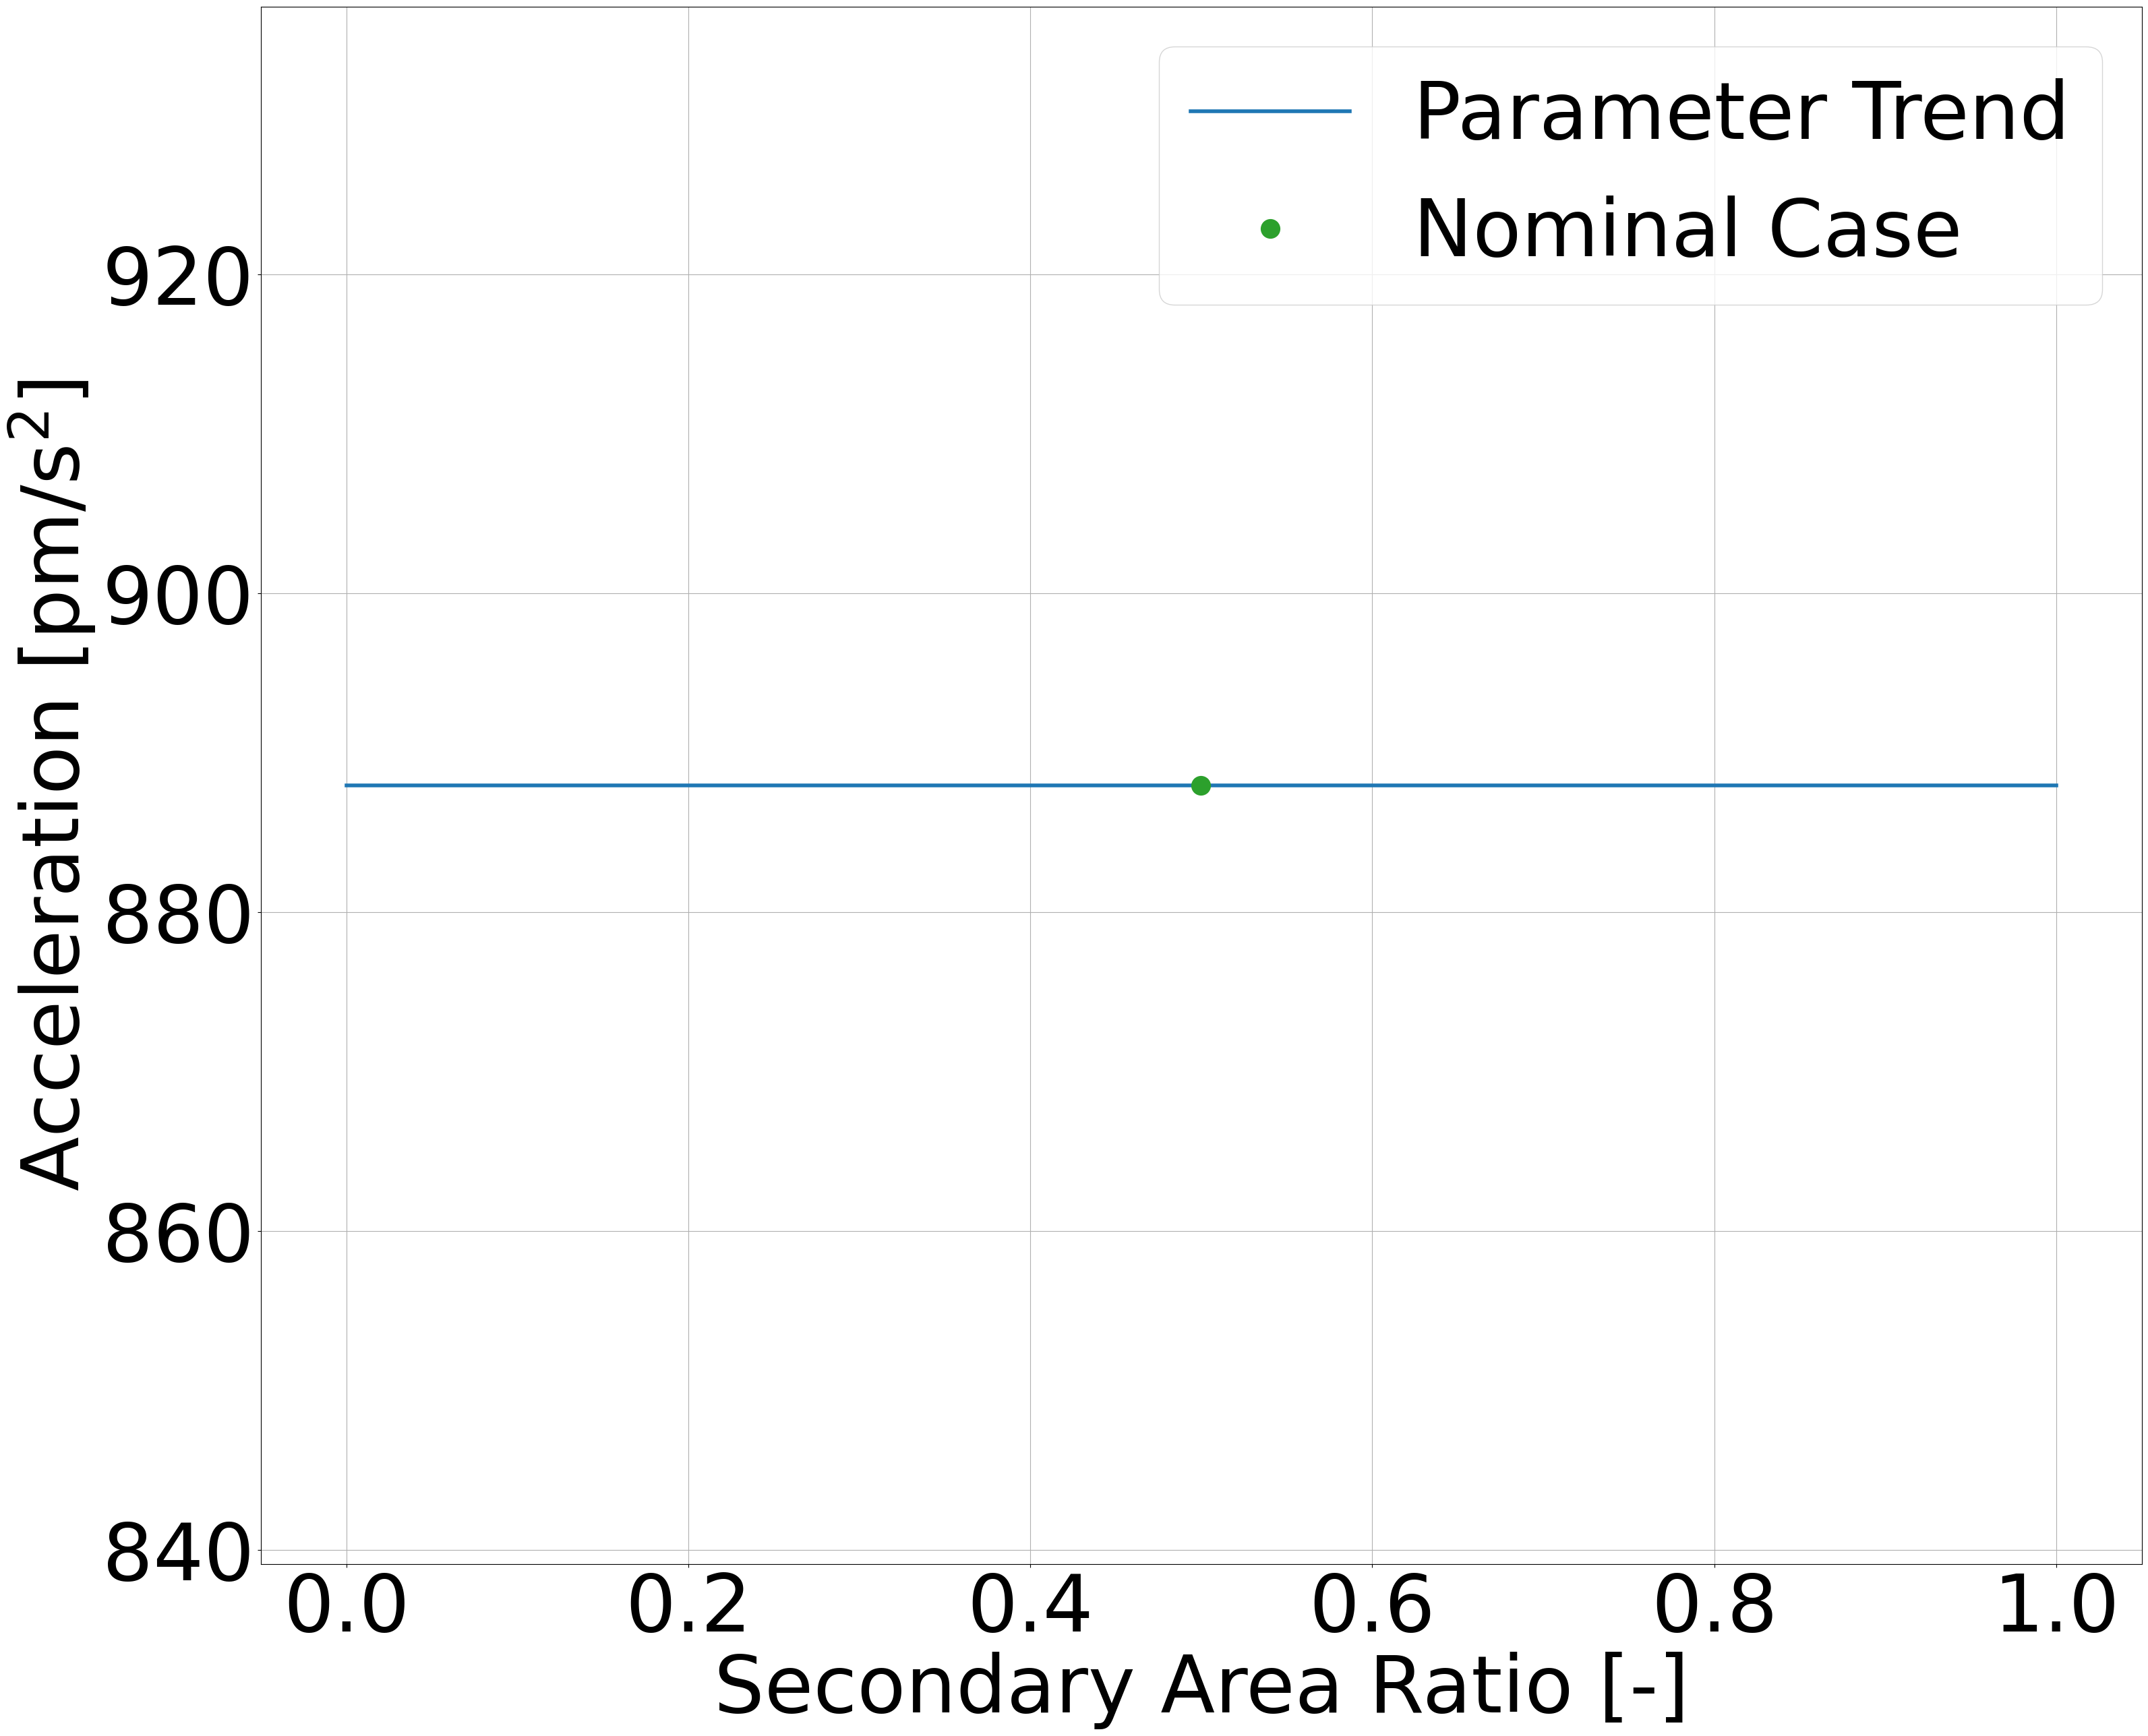 Parameter Trend
Nominal Case
920
900
880
860
840
Acceleration [pm/s²]
0.0 0.2 0.4 0.6 0.8 1.0
Secondary Area Ratio [-]